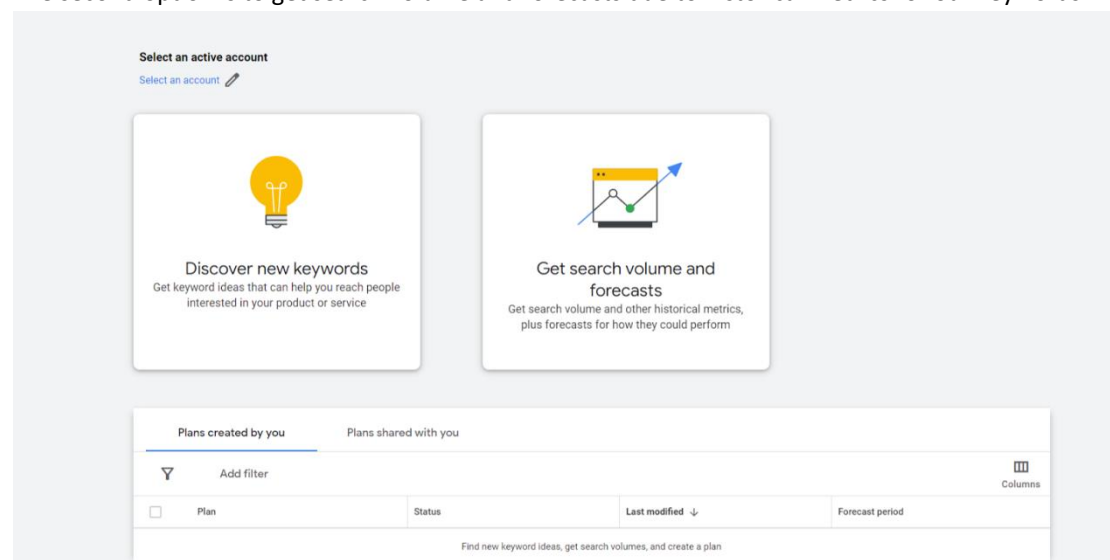 Select an active account
Select an account
Discover new keywords
Get keyword ideas that can help you reach people
interested in your product or service
Get search volume and
forecasts
Get search volume and other historical metrics,
plus forecasts for how they could perform
Plans created by you Plans shared with you
Add filter
Columns
Plan Status Last modified Forecast period
Find new keyword ideas, get search volumes, and create a plan